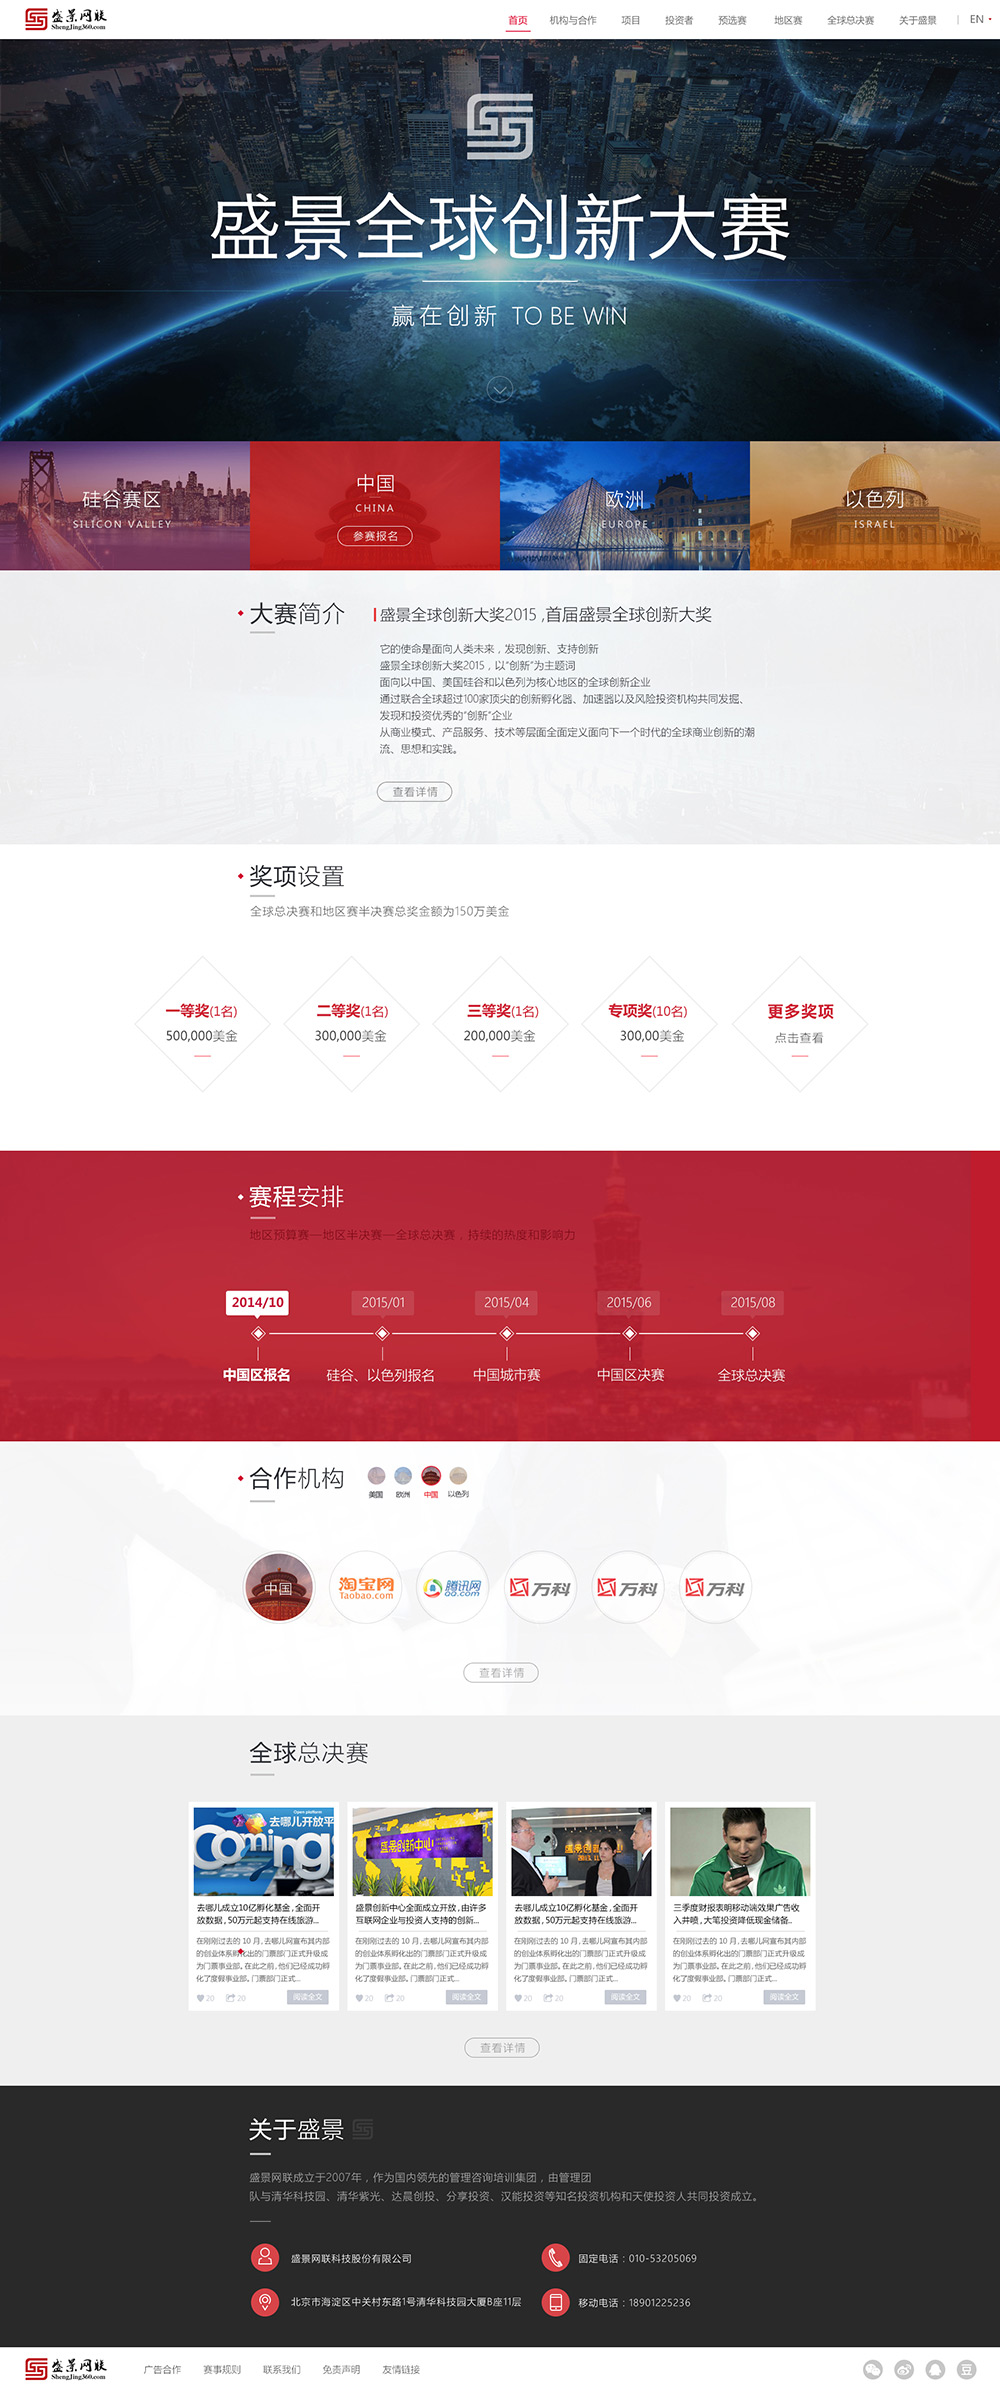 盛景网联
ShengJing360.com
首页 机构与合作 项目 投资者 预选赛 地区赛 全球总决赛 关于盛景 | EN
盛景全球创新大赛
赢在创新 TO BE WIN
硅谷赛区
SILICON VALLEY
中国
CHINA
参赛报名
欧洲
EUROPE
以色列
ISRAEL
大赛简介
盛景全球创新大奖2015 ,首届盛景全球创新大奖
它的使命是面向人类未来，发现创新、支持创新
盛景全球创新大奖2015，以“创新”为主题词
面向以中国、美国硅谷和以色列为核心地区的全球创新企业
通过联合全球超过100家顶尖的创新孵化器、加速器以及风险投资机构共同发掘、
发现和投资优秀的“创新”企业
从商业模式、产品服务、技术等层面全面定义面向下一个时代的全球商业创新的潮
流、思想和实践。
查看详情
奖项设置
全球总决赛和地区赛半决赛总奖金额为150万美金
一等奖(1名)
500,000美金
二等奖(1名)
300,000美金
三等奖(1名)
200,000美金
专项奖(10名)
300,00美金
更多奖项
点击查看
赛程安排
地区预算赛—地区半决赛—全球总决赛，持续的热度和影响力
2014/10 2015/01 2015/04 2015/06 2015/08
中国区报名 硅谷、以色列报名 中国城市赛 中国区决赛 全球总决赛
合作机构
美国 欧洲 中国 以色列
中国
淘宝网
Taobao.com
腾讯网
QQ.com
万科
万科
万科
查看详情
全球总决赛
Open platform
去哪儿开放平
Coming
去哪儿成立10亿孵化基金,全面开
放数据,50万元起支持在线旅游...
在刚刚过去的 10 月,去哪儿网宣布其内部
的创业体系孵化出的门票部门正式升级成
为门票事业部。在此之前,他们已经成功孵
化了度假事业部。门票部门正式...
20 20 阅读全文
盛景创新中心
盛景创新中心全面成立开放,由许多
互联网企业与投资人支持的创新...
在刚刚过去的 10 月,去哪儿网宣布其内部
的创业体系孵化出的门票部门正式升级成
为门票事业部。在此之前,他们已经成功孵
化了度假事业部。门票部门正式...
20 20 阅读全文
去哪儿成立10亿孵化基金,全面开
放数据,50万元起支持在线旅游...
在刚刚过去的 10 月,去哪儿网宣布其内部
的创业体系孵化出的门票部门正式升级成
为门票事业部。在此之前,他们已经成功孵
化了度假事业部。门票部门正式...
20 20 阅读全文
三季度财报表明移动端效果广告收
入井喷,大笔投资降低现金储备..
在刚刚过去的 10 月,去哪儿网宣布其内部
的创业体系孵化出的门票部门正式升级成
为门票事业部。在此之前,他们已经成功孵
化了度假事业部。门票部门正式...
20 20 阅读全文
查看详情
关于盛景
盛景网联成立于2007年，作为国内领先的管理咨询培训集团，由管理团
队与清华科技园、清华紫光、达晨创投、分享投资、汉能投资等知名投资机构和天使投资人共同投资成立。
盛景网联科技股份有限公司
固定电话：010-53205069
北京市海淀区中关村东路1号清华科技园大厦B座11层
移动电话：18901225236
盛景网联
ShengJing360.com
广告合作 赛事规则 联系我们 免责声明 友情链接
豆